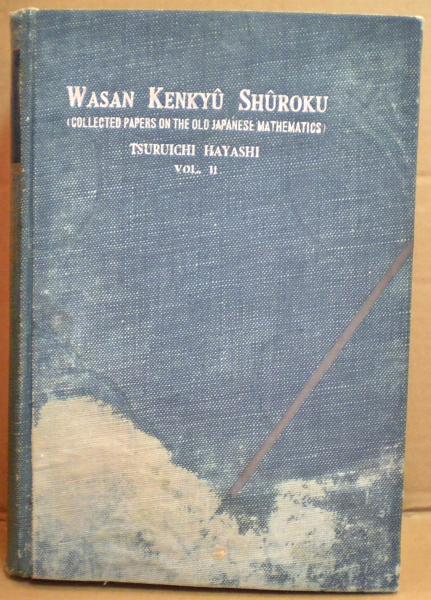 WASAN KENKYÛ SHÛROKU
(COLLECTED PAPERS ON THE OLD JAPANESE MATHEMATICS)
TSURUICHI HAYASHI
VOL. II